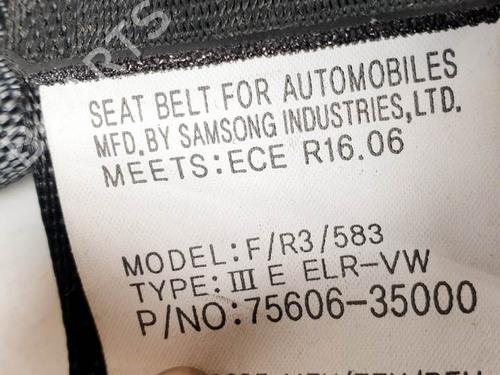 SEAT BELT FOR AUTOMOBILES
MFD.BY SAMSONG INDUSTRIES,LTD.
MEETS:ECE R16.06
MODEL:F/R3/583
TYPE:III E ELR-VW
P/NO:75606-35000